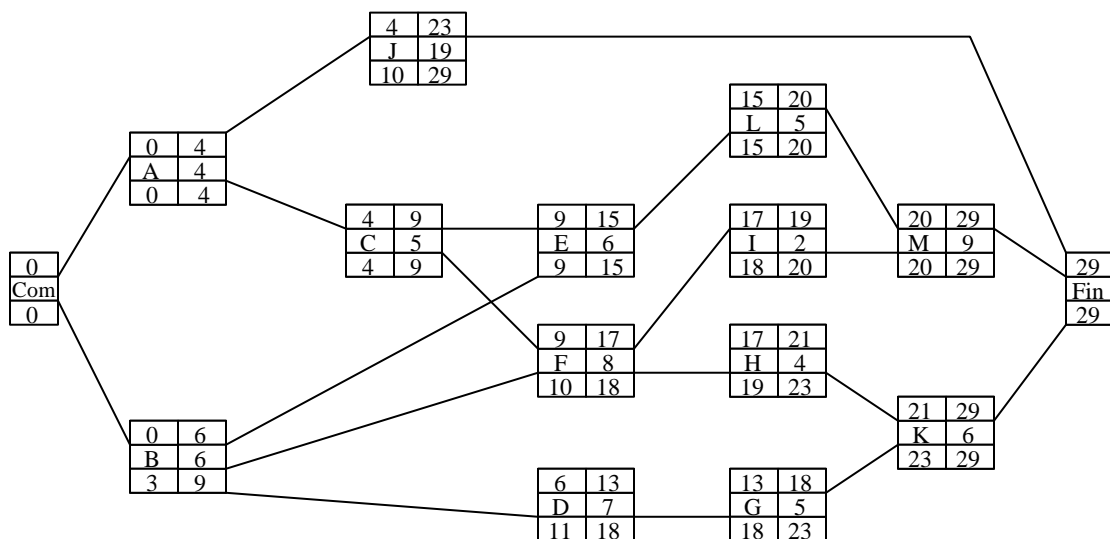 4 23
J 19
10 29
15 20
L 5
15 20
0 4
A 4
0 4
4 9
C 5
4 9
9 15
E 6
9 15
17 19
I 2
18 20
20 29
M 9
20 29
0
Com
0
29
Fin
29
9 17
F 8
10 18
17 21
H 4
19 23
21 29
K 6
23 29
0 6
B 6
3 9
6 13
D 7
11 18
13 18
G 5
18 23